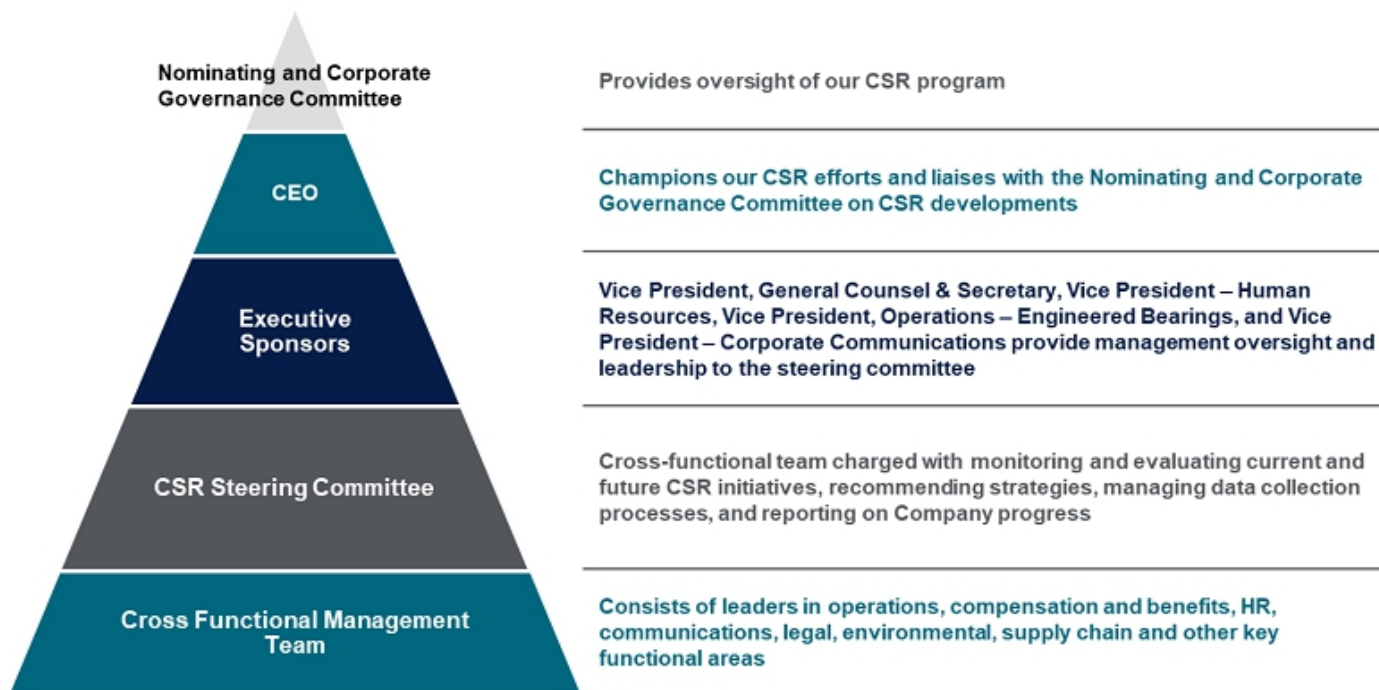 Nominating and Corporate
Governance Committee
Provides oversight of our CSR program
CEO
Champions our CSR efforts and liaises with the Nominating and Corporate
Governance Committee on CSR developments
Executive
Sponsors
Vice President, General Counsel & Secretary, Vice President – Human
Resources, Vice President, Operations – Engineered Bearings, and Vice
President – Corporate Communications provide management oversight and
leadership to the steering committee
CSR Steering Committee
Cross-functional team charged with monitoring and evaluating current and
future CSR initiatives, recommending strategies, managing data collection
processes, and reporting on Company progress
Cross Functional Management
Team
Consists of leaders in operations, compensation and benefits, HR,
communications, legal, environmental, supply chain and other key
functional areas